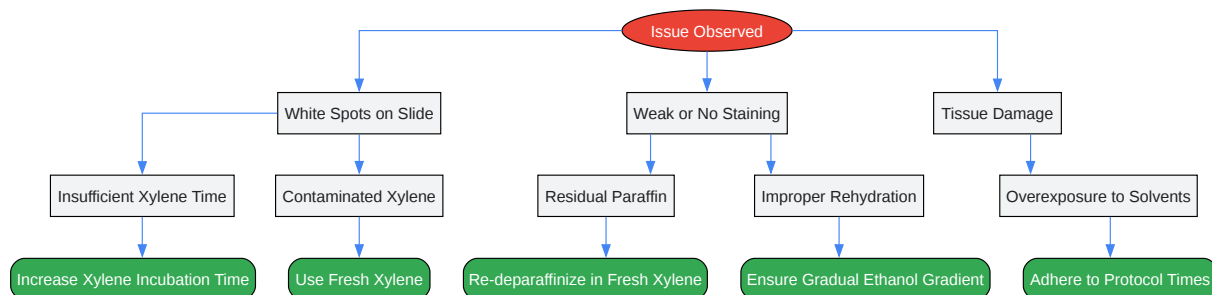 Issue Observed
White Spots on Slide
Weak or No Staining
Tissue Damage
Insufficient Xylene Time
Contaminated Xylene
Residual Paraffin
Improper Rehydration
Overexposure to Solvents
Increase Xylene Incubation Time
Use Fresh Xylene
Re-deparaffinize in Fresh Xylene
Ensure Gradual Ethanol Gradient
Adhere to Protocol Times